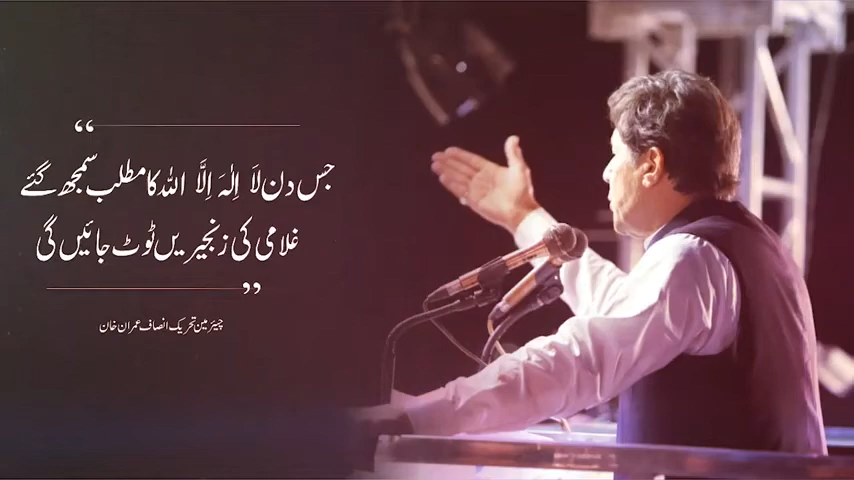 “
جس دن لَا اِلٰہَ اِلَّا اللہ کا مطلب سمجھ گئے
غلامی کی زنجیریں ٹوٹ جائیں گی
”
چیئرمین تحریک انصاف عمران خان